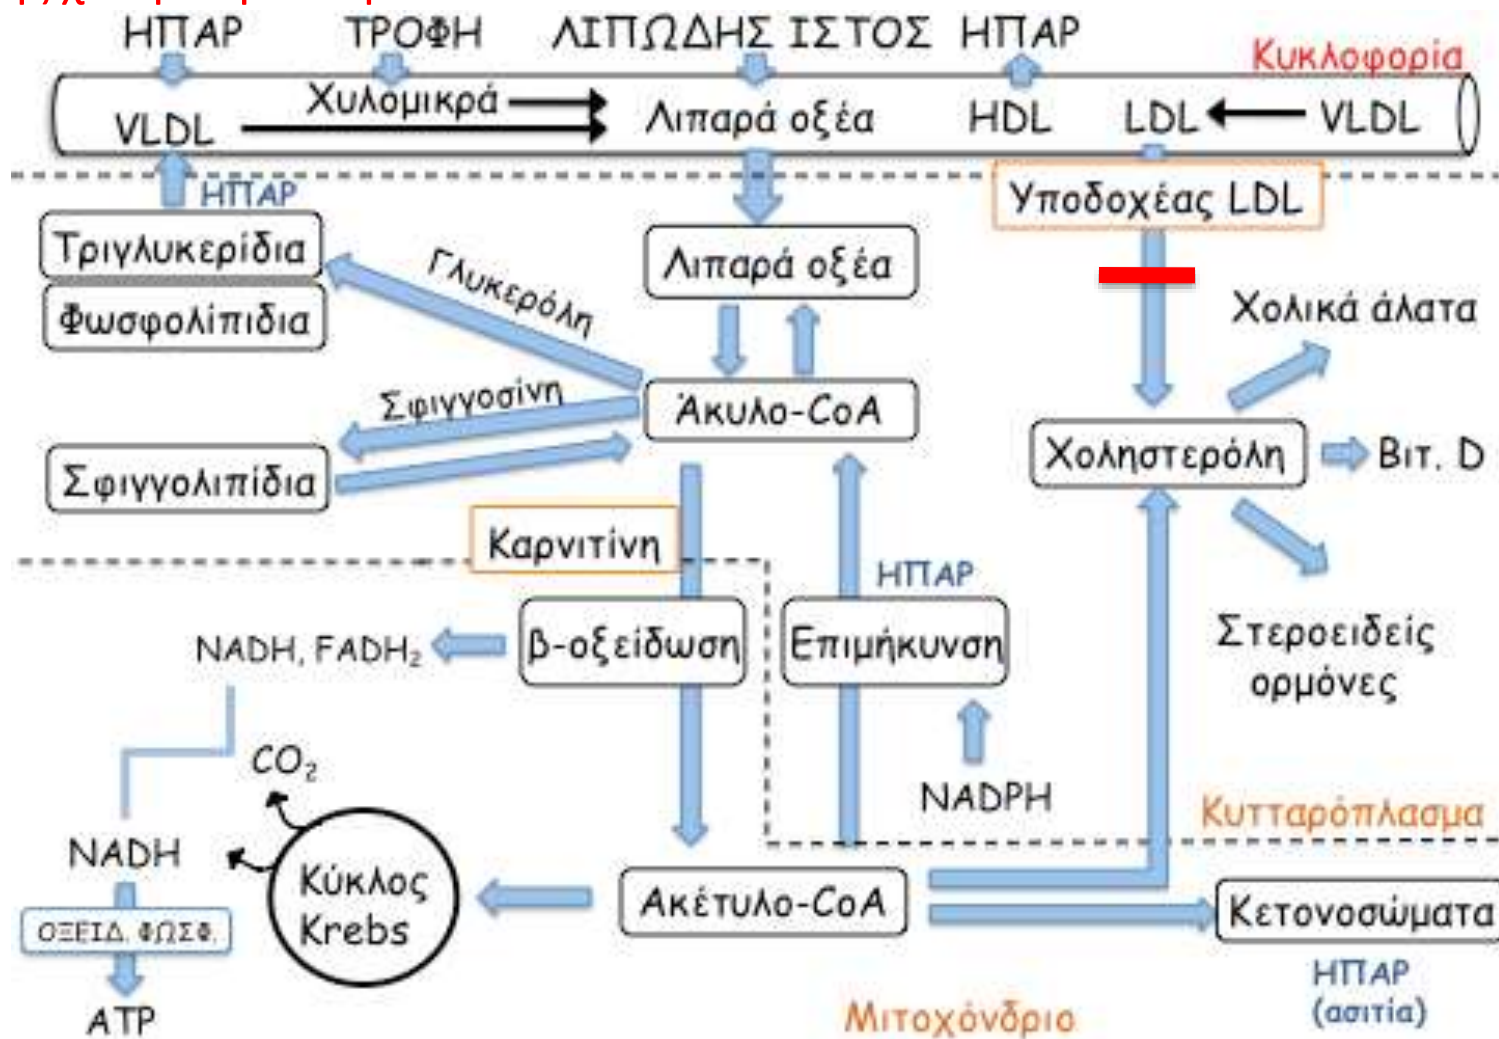 ΗΠΑΡ ΤΡΟΦΗ ΛΙΠΩΔΗΣ ΙΣΤΟΣ ΗΠΑΡ
Κυκλοφορία
Χυλομικρά
VLDL Λιπαρά οξέα HDL LDL VLDL
ΗΠΑΡ
Υποδοχέας LDL
Τριγλυκερίδια
Γλυκερόλη
Λιπαρά οξέα
Φωσφολίπιδια
Χολικά άλατα
Σφιγγοσίνη
Άκυλο-CoA
Χοληστερόλη
Βιτ. D
Σφιγγολιπίδια
Καρνιτίνη
ΗΠΑΡ
NADH, FADH₂
β-οξείδωση
Επιμήκυνση
Στεροειδείς
ορμόνες
CO₂
NADPH
Κυτταρόπλασμα
NADH
Κύκλος
Krebs
Ακέτυλο-CoA
Κετονοσώματα
ΟΞΕΙΔ. ΦΩΣΦ.
ΗΠΑΡ
(ασιτία)
ATP
Μιτοχόνδριο